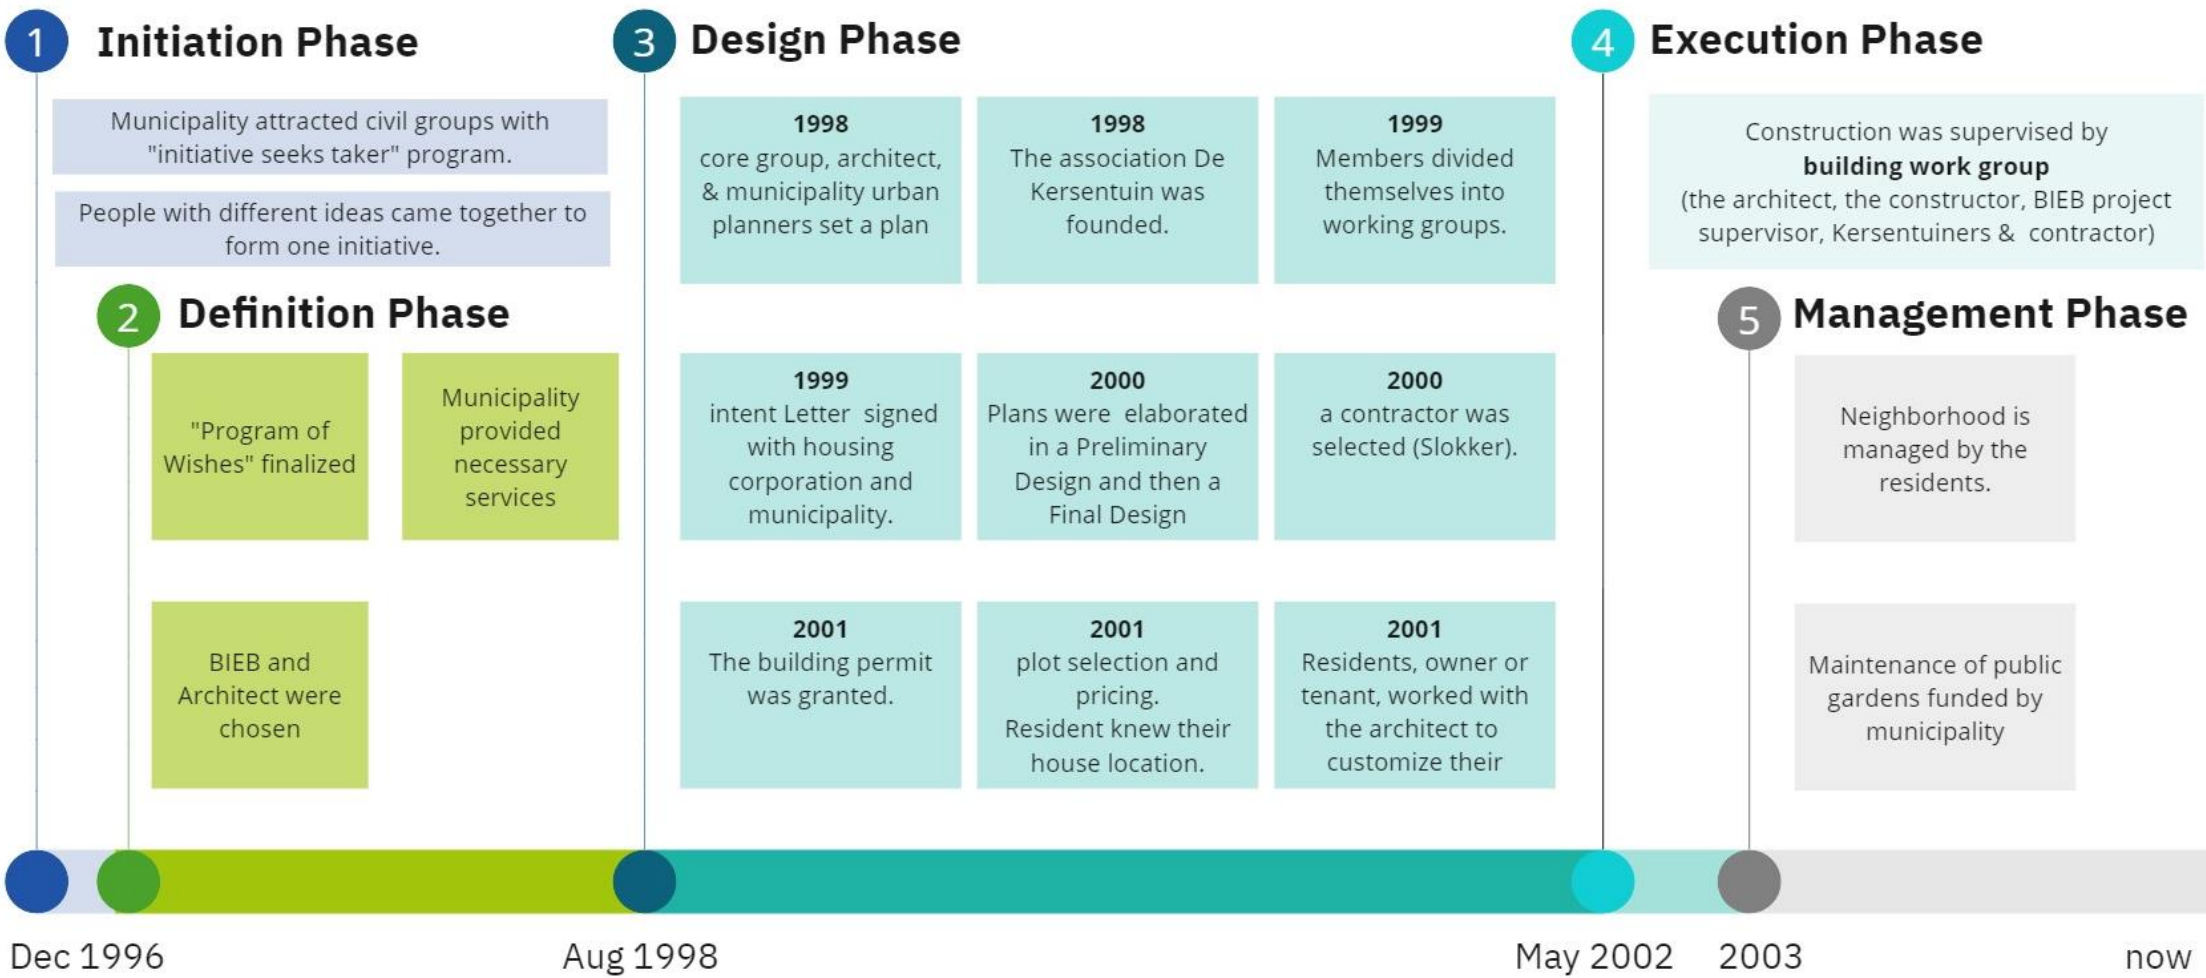 1
Initiation Phase
Municipality attracted civil groups with
"initiative seeks taker" program.
People with different ideas came together to
form one initiative.
2
Definition Phase
"Program of
Wishes" finalized
Municipality
provided
necessary
services
BIEB and
Architect were
chosen
3
Design Phase
1998
core group, architect,
& municipality urban
planners set a plan
1998
The association De
Kersentuin was
founded.
1999
Members divided
themselves into
working groups.
1999
intent Letter signed
with housing
corporation and
municipality.
2000
Plans were elaborated
in a Preliminary
Design and then a
Final Design
2000
a contractor was
selected (Slokker).
2001
The building permit
was granted.
2001
plot selection and
pricing.
Resident knew their
house location.
2001
Residents, owner or
tenant, worked with
the architect to
customize their
4
Execution Phase
Construction was supervised by
building work group
(the architect, the constructor, BIEB project
supervisor, Kersentuiners & contractor)
5
Management Phase
Neighborhood is
managed by the
residents.
Maintenance of public
gardens funded by
municipality
Dec 1996
Aug 1998
May 2002
2003
now